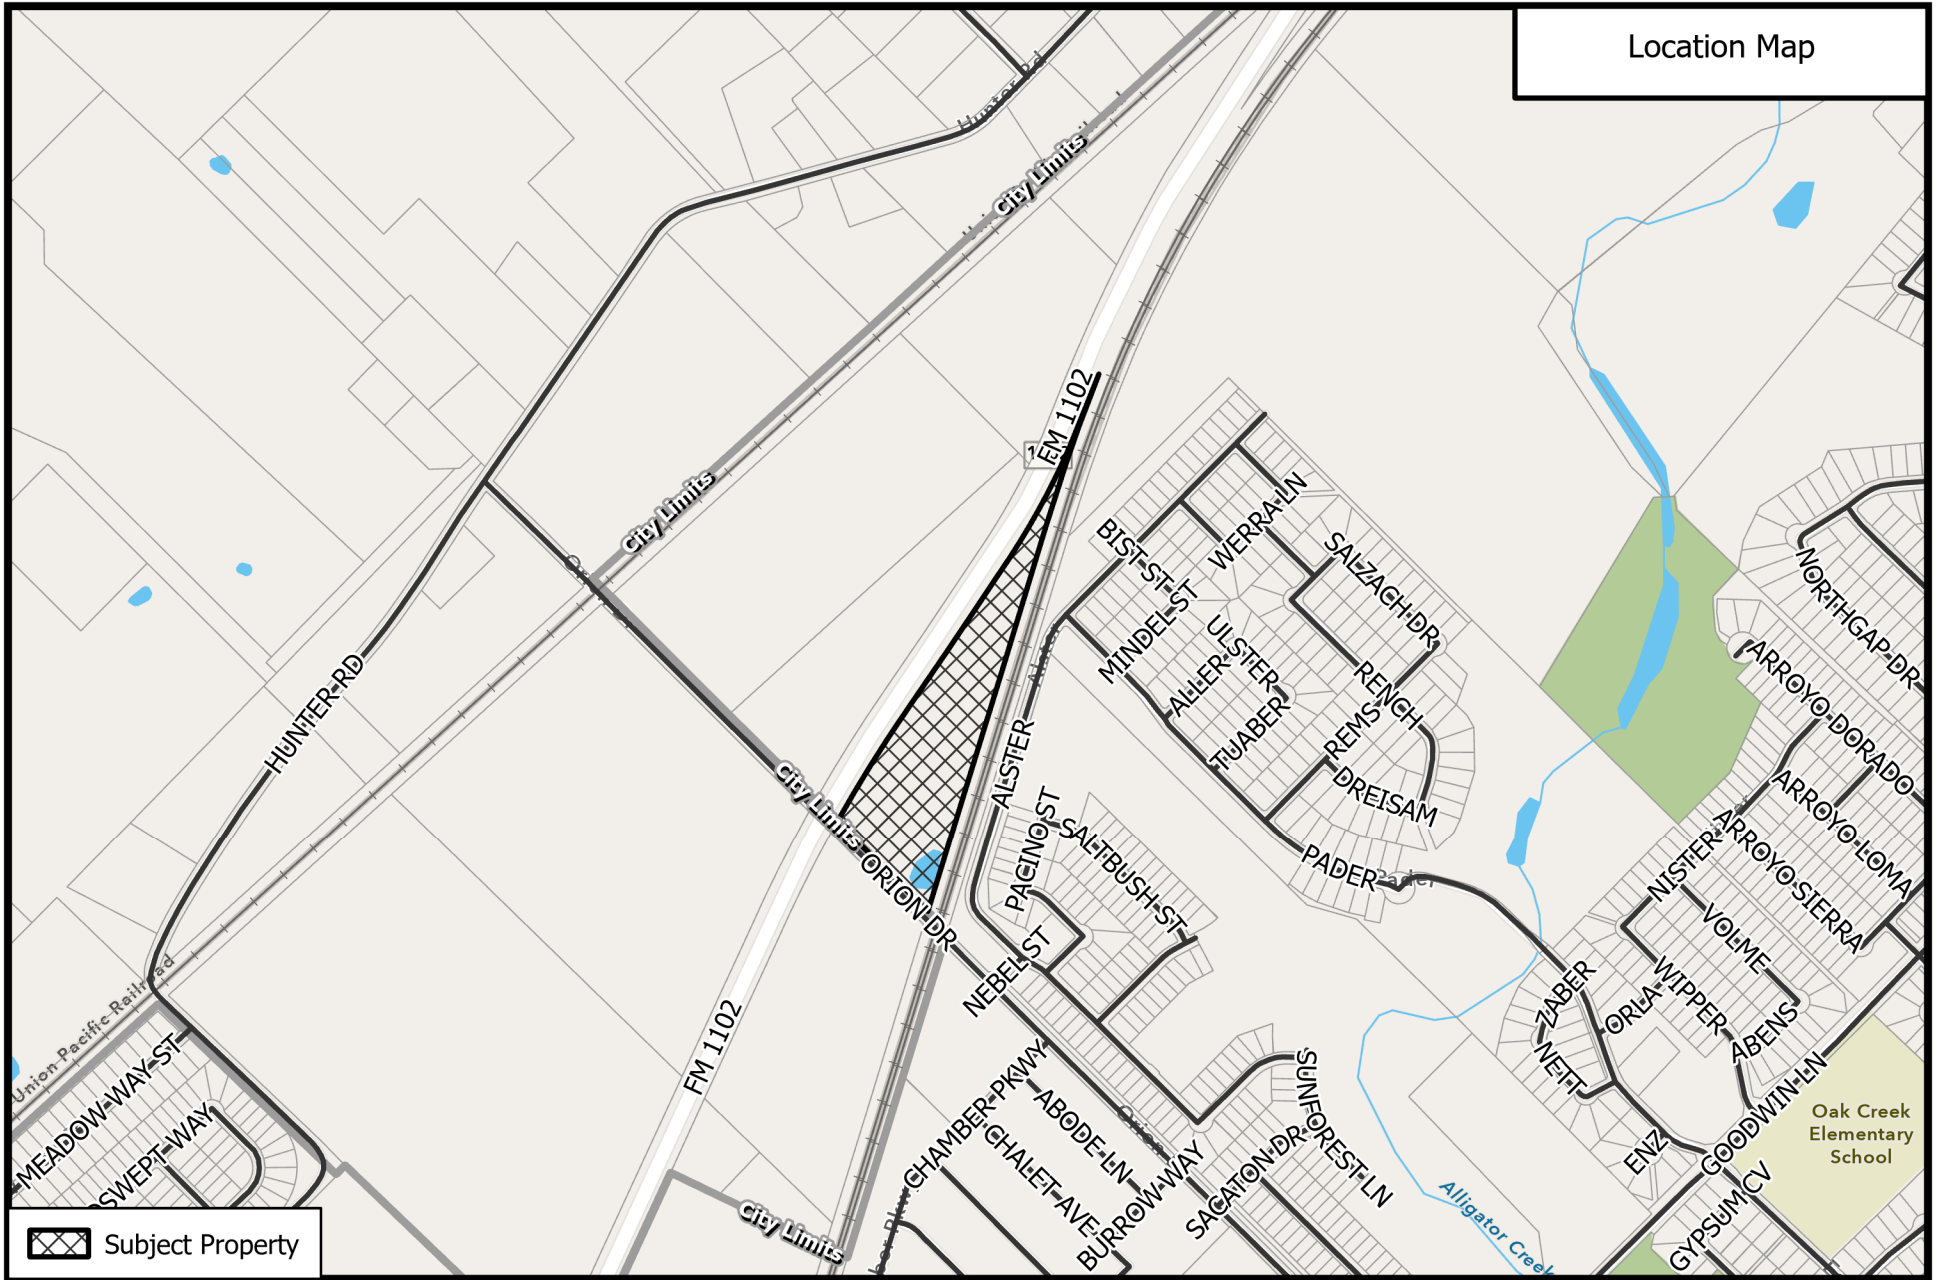 Location Map
Hunter Rd
City Limits
FM 1102
City Limits
WERRA LN
BIST ST
SALZACH DR
MINDEL ST
ULSTER
ALLER
TUABER
RENCH
REMS
DREISAM
NORTHGAP DR
ARROYO DORADO
ARROYO LOMA
ARROYO SIERRA
HUNTER RD
Alster
ALSTER
City Limits
ORION DR
PACINO ST
SALTBUSH ST
PADER
Pader
NISTER
VOLME
WIPPER
ABENS
ZABER
ORLA
NETT
ENZ
GOODWIN LN
GYPSUM CV
Oak Creek
Elementary
School
NEBEL ST
Union Pacific Railroad
FM 1102
MEADOW WAY ST
OSWEPT WAY
CHAMBER PKWY
ABODE LN
CHALET AVE
BURROW WAY
SACATON DR
SUNFOREST LN
Orion
Alligator Creek
City Limits
Subject Property